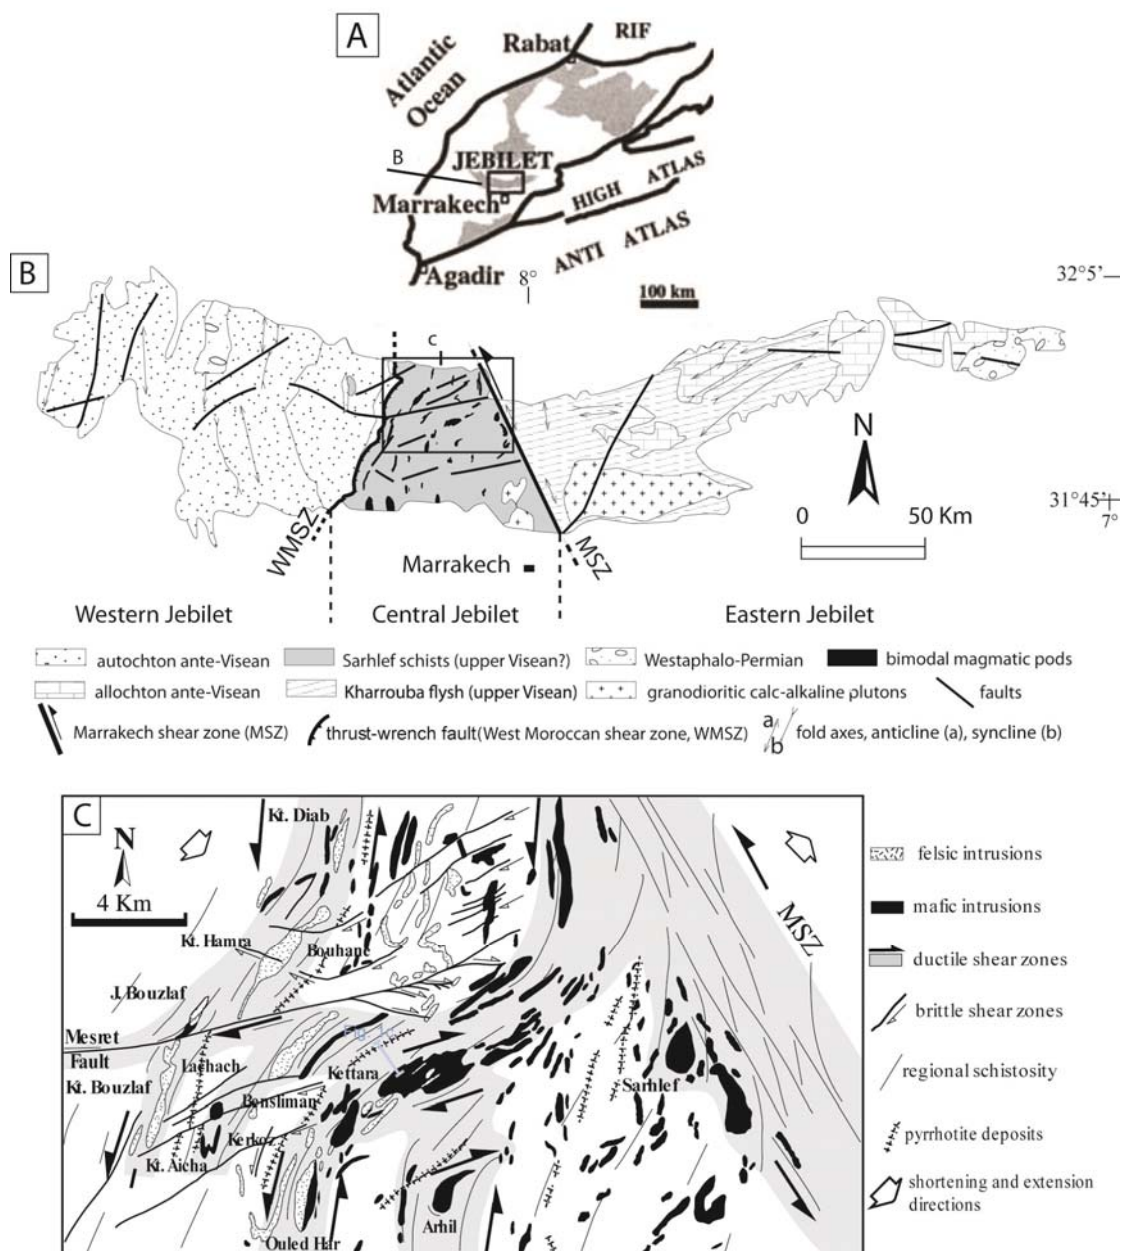 A
Rabat
RIF
Atlantic
Ocean
B
JEBILET
Marrakech
HIGH ATLAS
ANTI ATLAS
Agadir
100 km
B
8°
32°5'
c
N
31°45'
7°
0 50 Km
WMSZ
MSZ
Marrakech
Western Jebilet Central Jebilet Eastern Jebilet
autochton ante-Visean Sarhlef schists (upper Visean?) Westaphalo-Permian bimodal magmatic pods
allochton ante-Visean Kharrouba flysh (upper Visean) granodioritic calc-alkaline plutons faults
Marrakech shear zone (MSZ) thrust-wrench fault(West Moroccan shear zone, WMSZ) a b fold axes, anticline (a), syncline (b)
C
N
4 Km
Kt. Diab
Kt. Hamra
Bouhane
J. Bouzlaf
Mesret
Fault
Kt. Bouzlaf
Lachach
Kettara
Bensliman
Kerkoz
Kt. Aicha
Ouled Har
Arhil
Sarhlef
MSZ
felsic intrusions
mafic intrusions
ductile shear zones
brittle shear zones
regional schistosity
pyrrhotite deposits
shortening and extension
directions